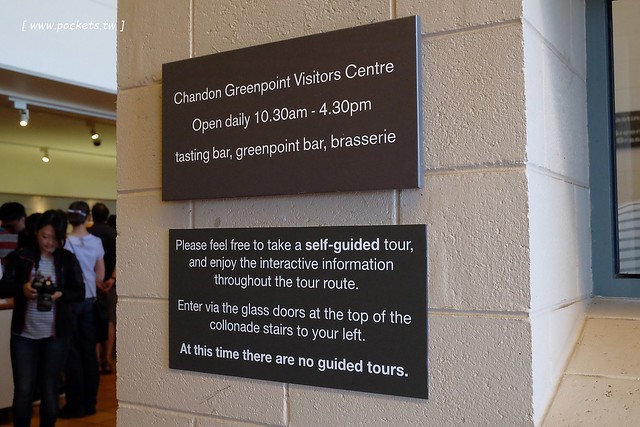 [ www.pockets.tw ]
Chandon Greenpoint Visitors Centre
Open daily 10.30am - 4.30pm
tasting bar, greenpoint bar, brasserie
Please feel free to take a self-guided tour,
and enjoy the interactive information
throughout the tour route.
Enter via the glass doors at the top of the
collonade stairs to your left.
At this time there are no guided tours.